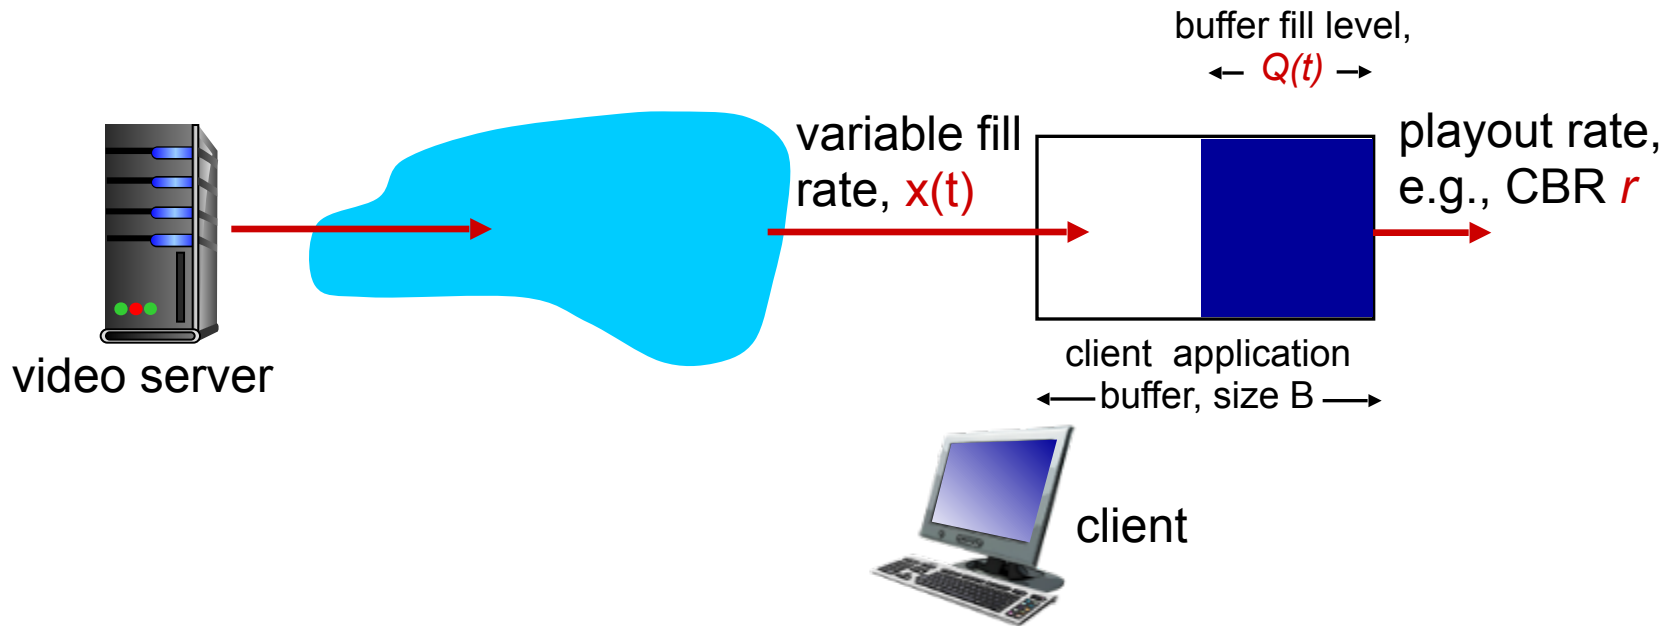 buffer fill level,
Q(t)
variable fill
rate, x(t)
playout rate,
e.g., CBR r
video server
client application
buffer, size B
client